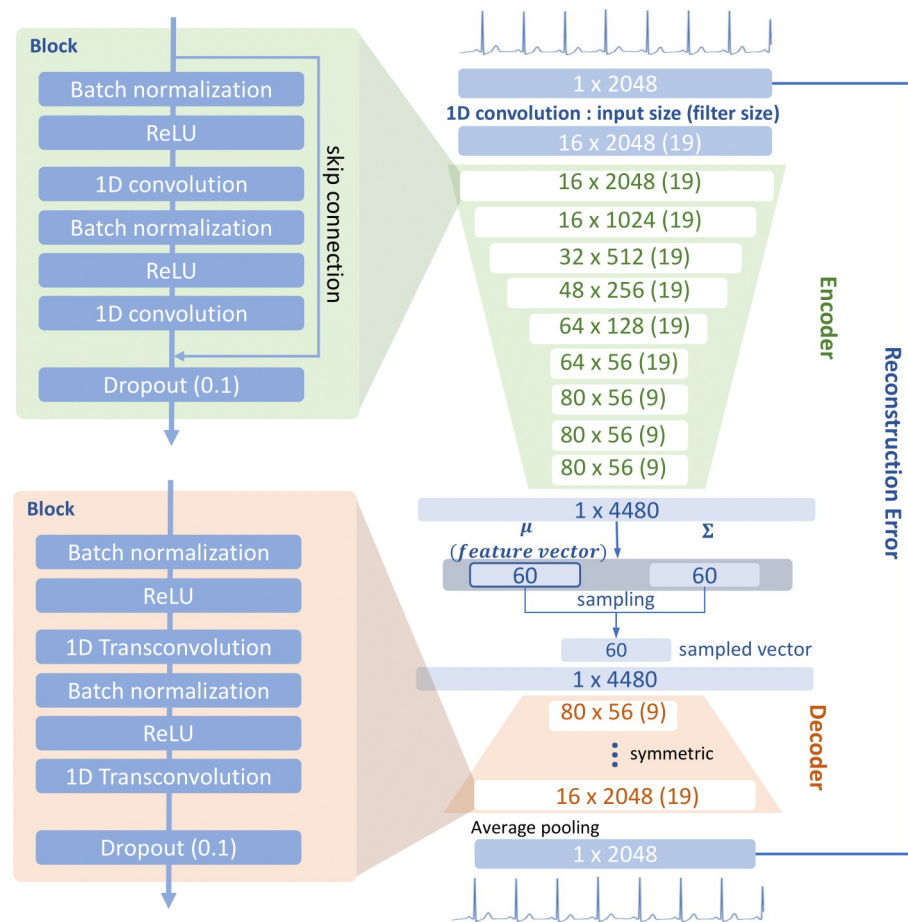 Block
Batch normalization
ReLU
1D convolution
Batch normalization
ReLU
1D convolution
Dropout (0.1)
skip connection
1 x 2048
1D convolution : input size (filter size)
16 x 2048 (19)
16 x 2048 (19)
16 x 1024 (19)
32 x 512 (19)
48 x 256 (19)
64 x 128 (19)
64 x 56 (19)
80 x 56 (9)
80 x 56 (9)
80 x 56 (9)
Encoder
Reconstruction Error
1 x 4480
μ
Σ
(feature vector)
60
60
sampling
60
sampled vector
1 x 4480
Block
Batch normalization
ReLU
1D Transconvolution
Batch normalization
ReLU
1D Transconvolution
Dropout (0.1)
80 x 56 (9)
symmetric
16 x 2048 (19)
Decoder
Average pooling
1 x 2048